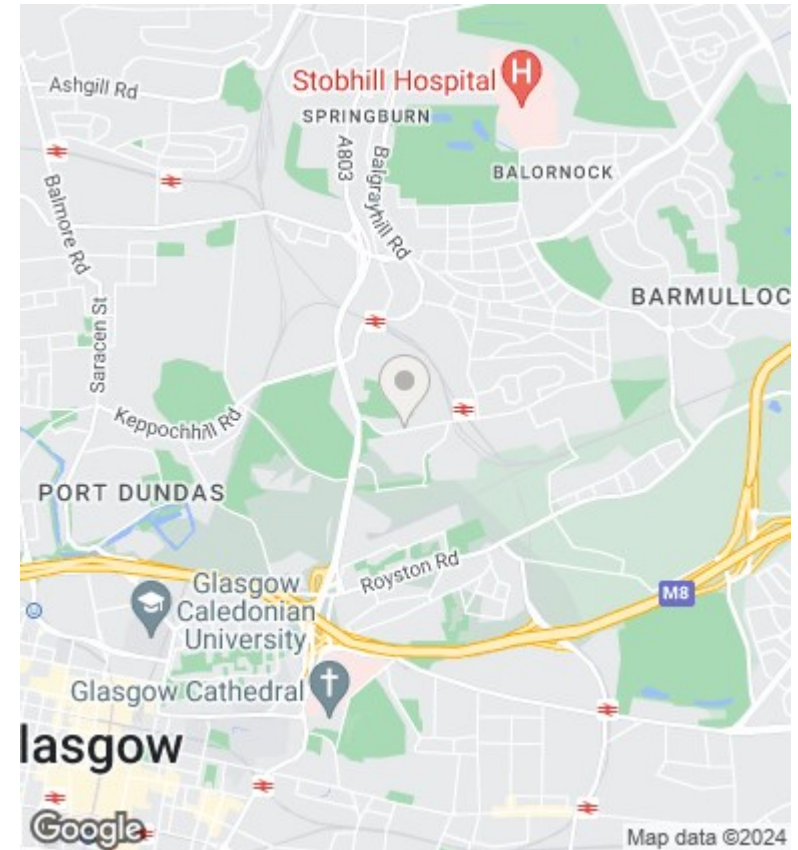 Ashgill Rd
Stobhill Hospital
H
SPRINGBURN
A803
Balgrayhill Rd
BALORNOCK
Balmore Rd
BARMULLOC
Saracen St
Keppochhill Rd
PORT DUNDAS
Royston Rd
M8
Glasgow
Caledonian
University
Glasgow Cathedral
lasgow
Google
Map data ©2024